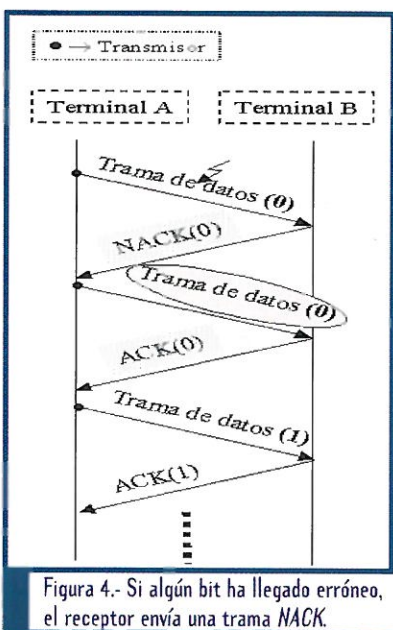 ● → Transmisor
Terminal A Terminal B
Trama de datos (0)
NACK(0)
Trama de datos (0)
ACK(0)
Trama de datos (1)
ACK(1)
Figura 4.- Si algún bit ha llegado erróneo,
el receptor envía una trama NACK.